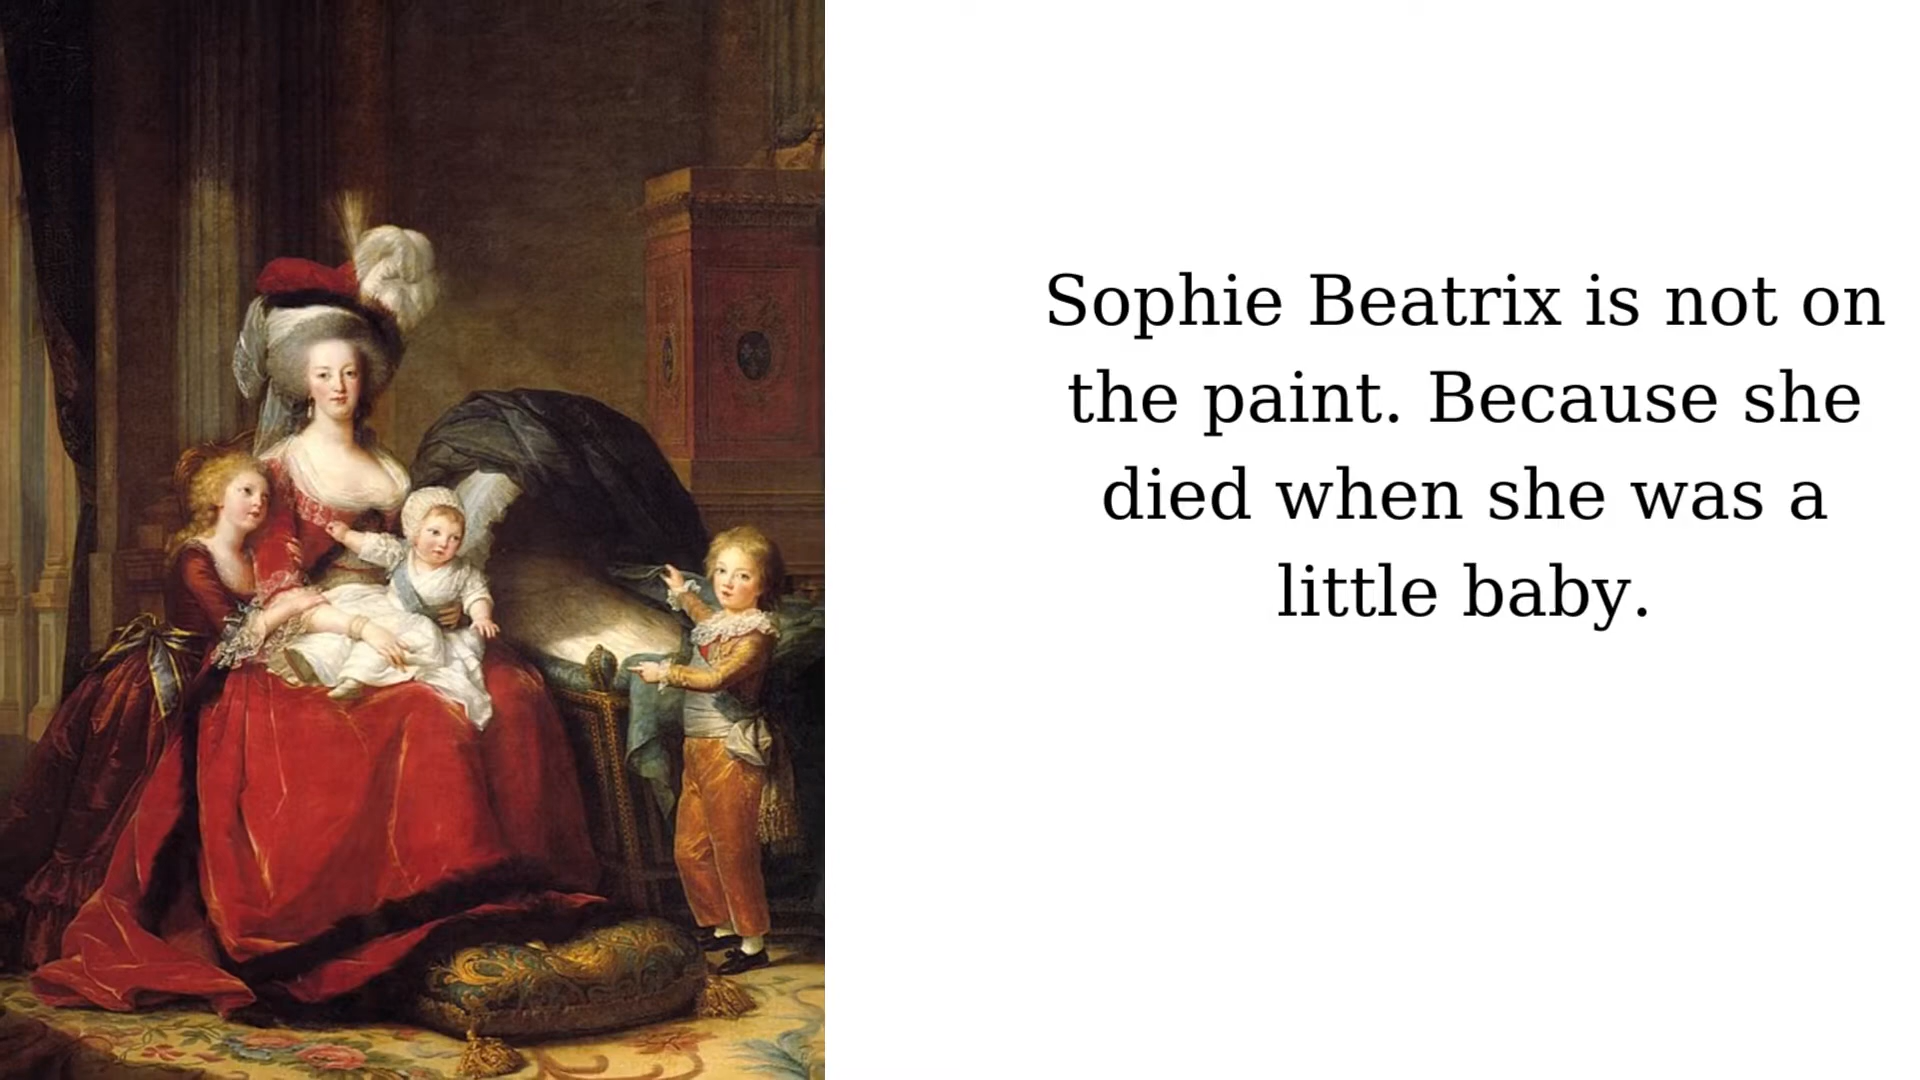 Sophie Beatrix is not on
the paint. Because she
died when she was a
little baby.